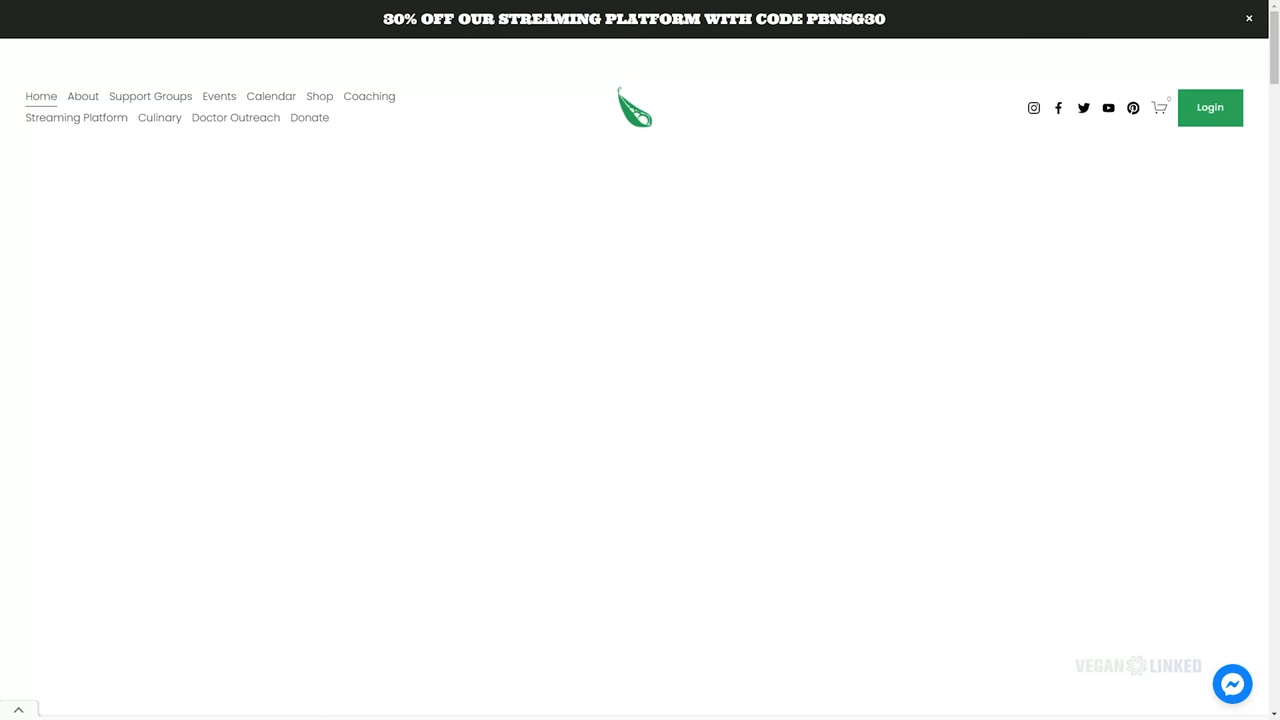 30% OFF OUR STREAMING PLATFORM WITH CODE PBNSG30
Home About Support Groups Events Calendar Shop Coaching
Streaming Platform Culinary Doctor Outreach Donate
0
Login
VEGAN LINKED